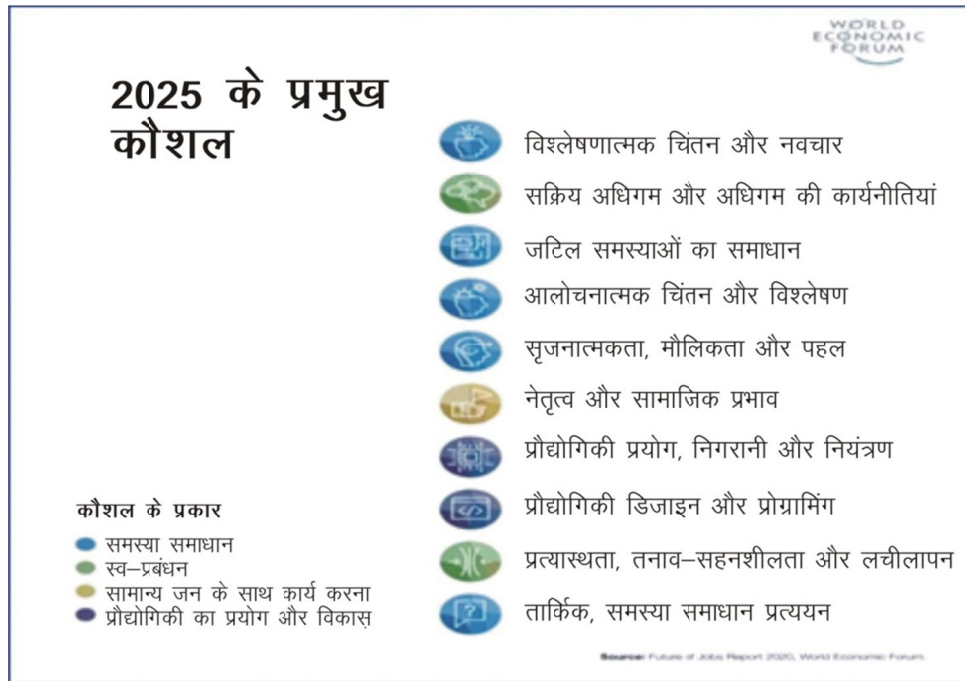 WORLD
ECONOMIC
FORUM
2025 के प्रमुख
कौशल
विश्लेषणात्मक चिंतन और नवचार
सक्रिय अधिगम और अधिगम की कार्यनीतियां
जटिल समस्याओं का समाधान
आलोचनात्मक चिंतन और विश्लेषण
सृजनात्मकता, मौलिकता और पहल
नेतृत्व और सामाजिक प्रभाव
प्रौद्योगिकी प्रयोग, निगरानी और नियंत्रण
प्रौद्योगिकी डिजाइन और प्रोग्रामिंग
प्रत्यास्थता, तनाव–सहनशीलता और लचीलापन
तार्किक, समस्या समाधान प्रत्ययन
कौशल के प्रकार
समस्या समाधान
स्व–प्रबंधन
सामान्य जन के साथ कार्य करना
प्रौद्योगिकी का प्रयोग और विकास
Source: Future of Jobs Report 2020, World Economic Forum.